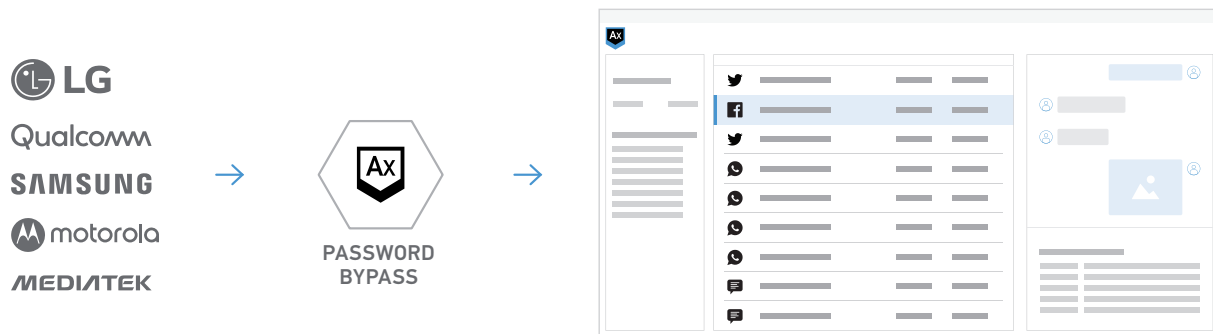 LG
Qualcomm
SAMSUNG
motorola
MEDIATEK
Ax
PASSWORD
BYPASS
Ax